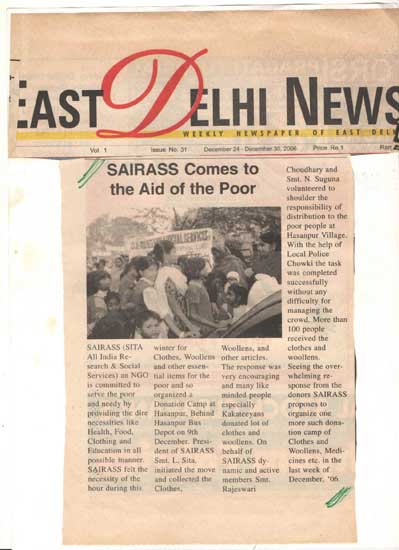 EAST DELHI NEWS
WEEKLY NEWSPAPER OF EAST DEL
Vol 1 Issue No. 31 December 24 - December 30, 2006 Price Re.1
SAIRASS Comes to
the Aid of the Poor
SAIRASS (SITA
All India Re-
search & Social
Services) an NGO
is committed to
serve the poor
and needy by
providing the dire
necessities like
Health, Food,
Clothing and
Education in all
possible manner.
SAIRASS felt the
necessity of the
hour during this
winter for
Clothes, Woollens
and other essen-
tial items for the
poor and so
organized a
Donation Camp at
Hasanpur, Behind
Hasanpur Bus
Depot on 9th
December. Presi-
dent of SAIRASS
Smt. L. Sita,
initiated the move
and collected the
Clothes,
Woollens, and
other articles.
The response was
very encouraging
and many like
minded people
especially
Kakateeyans
donated lot of
clothes and
woollens. On
behalf of
SAIRASS dy-
namic and active
members Smt.
Rajeswari
Choudhary and
Smt. N. Suguna
volunteered to
shoulder the
responsibility of
distribution to the
poor people at
Hasanpur Village.
With the help of
Local Police
Chowki the task
was completed
successfully
without any
difficulty for
managing the
crowd. More than
100 people
received the
clothes and
woollens.
Seeing the over-
whelming re-
sponse from the
donors SAIRASS
proposes to
organize one
more such dona-
tion camp of
Clothes and
Woollens, Medi-
cines etc. in the
last week of
December, '06